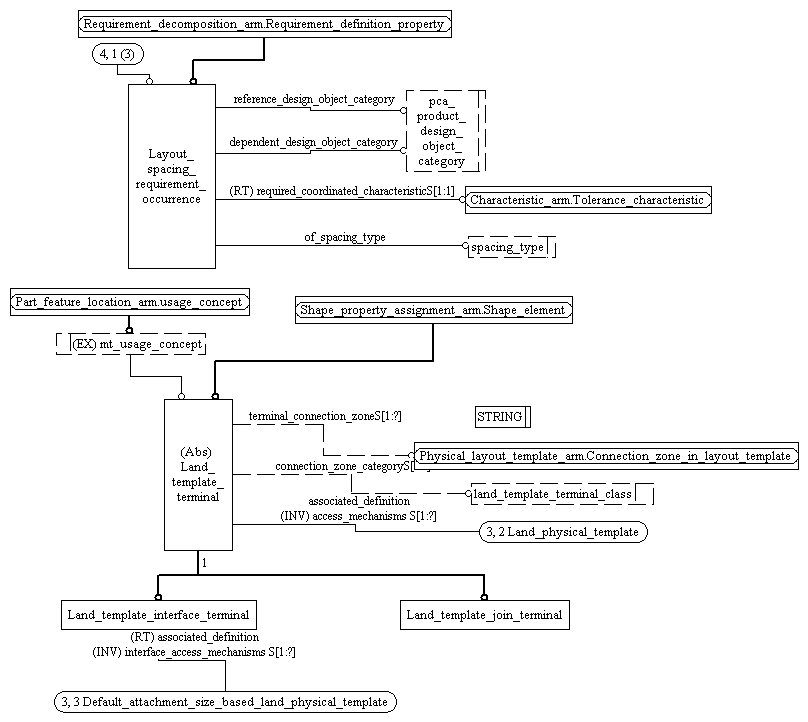 Requirement_decomposition_arm.Requirement_definition_property
4, 1 (3)
reference_design_object_category
pca_
product_
design_
object_
category
dependent_design_object_category
Layout_
spacing_
requirement_
occurrence
(RT) required_coordinated_characteristicS[1:1]
Characteristic_arm.Tolerance_characteristic
of_spacing_type
spacing_type
Part_feature_location_arm.usage_concept
Shape_property_assignment_arm.Shape_element
(EX) mt_usage_concept
terminal_connection_zoneS[1:?]
STRING
(Abs)
Land_
template_
terminal
Physical_layout_template_arm.Connection_zone_in_layout_template
connection_zone_categoryS[
land_template_terminal_class
associated_definition
(INV) access_mechanisms S[1:?]
3, 2 Land_physical_template
1
Land_template_interface_terminal
Land_template_join_terminal
(RT) associated_definition
(INV) interface_access_mechanisms S[1:?]
3, 3 Default_attachment_size_based_land_physical_template